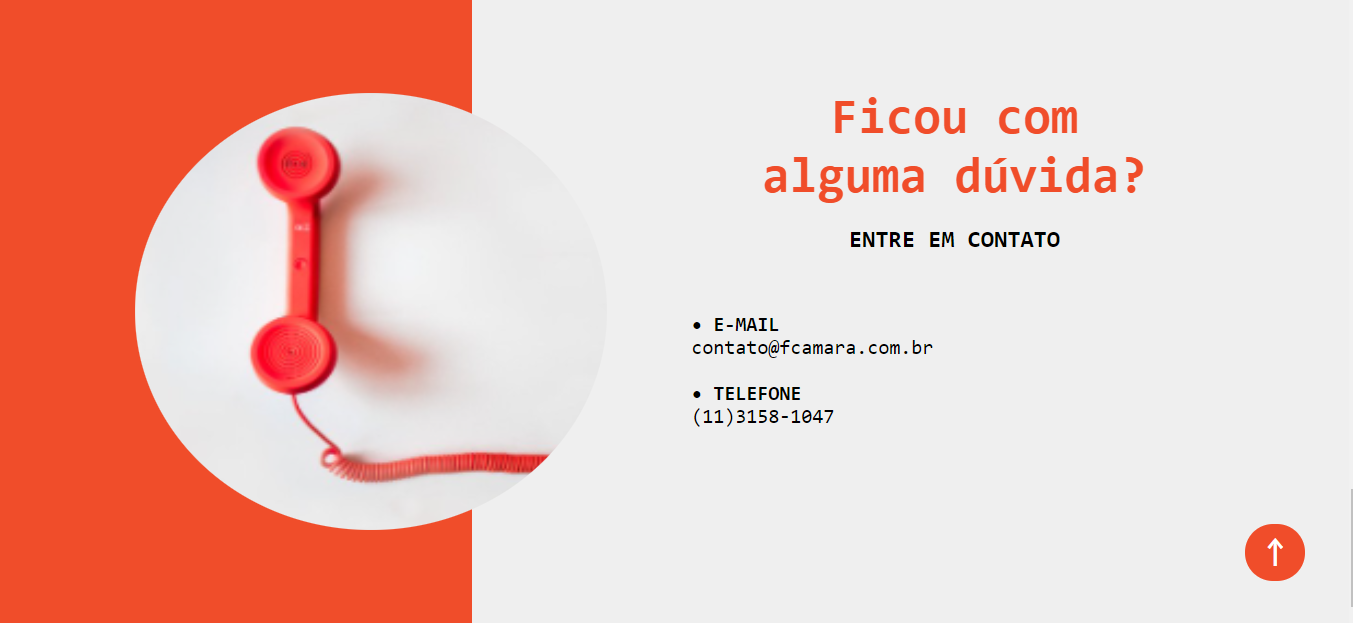 Ficou com
alguma dúvida?
ENTRE EM CONTATO
• E-MAIL
contato@fcamara.com.br
• TELEFONE
(11)3158-1047